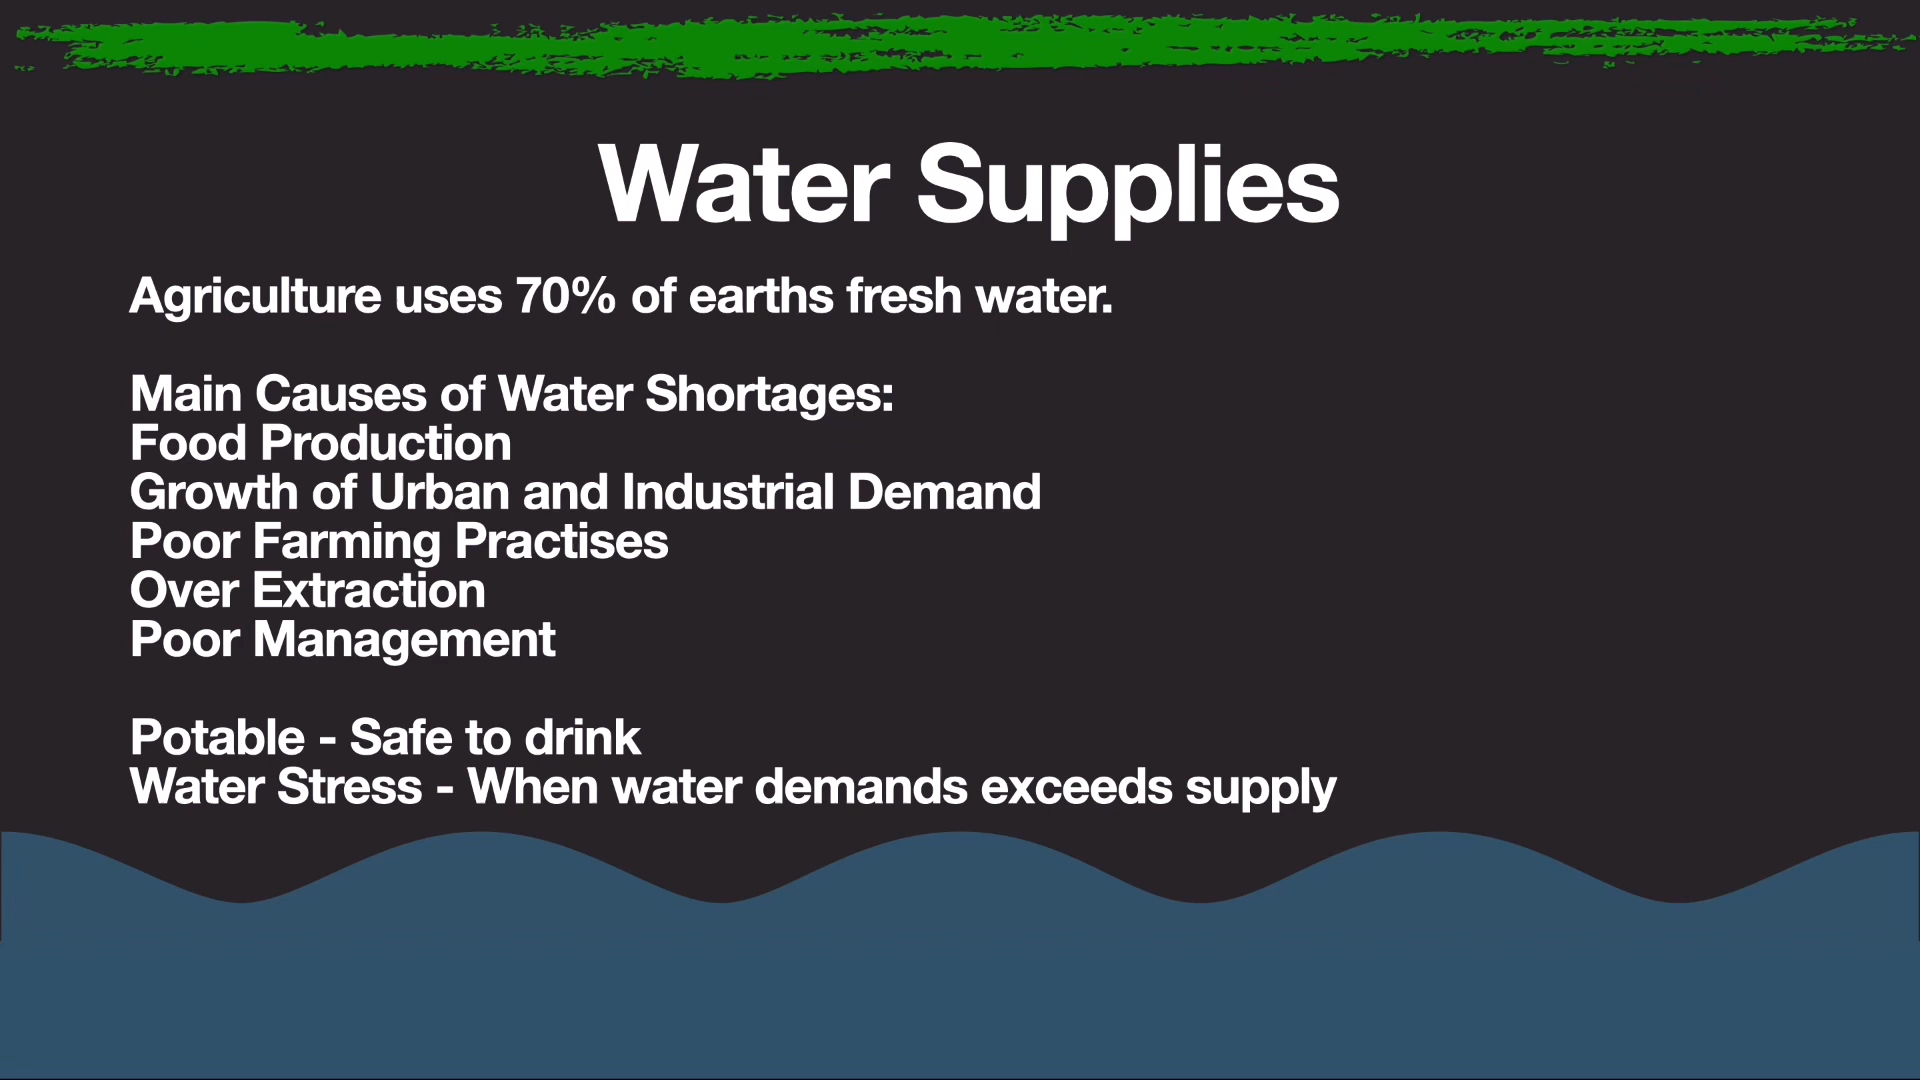 Water Supplies
Agriculture uses 70% of earths fresh water.
Main Causes of Water Shortages:
Food Production
Growth of Urban and Industrial Demand
Poor Farming Practises
Over Extraction
Poor Management
Potable - Safe to drink
Water Stress - When water demands exceeds supply